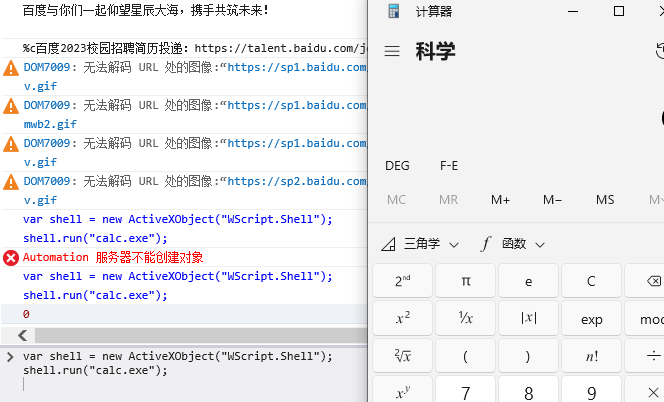 百度与你们一起仰望星辰大海，携手共筑未来！
%c百度2023校园招聘简历投递：https://talent.baidu.com/
DOM7009: 无法解码 URL 处的图像:“https://sp1.baidu.com
v.gif
DOM7009: 无法解码 URL 处的图像:“https://sp1.baidu.com
mwb2.gif
DOM7009: 无法解码 URL 处的图像:“https://sp1.baidu.com
v.gif
DOM7009: 无法解码 URL 处的图像:“https://sp2.baidu.com
v.gif
var shell = new ActiveXObject("WScript.Shell");
shell.run("calc.exe");
Automation 服务器不能创建对象
var shell = new ActiveXObject("WScript.Shell");
shell.run("calc.exe");
0
var shell = new ActiveXObject("WScript.Shell");
shell.run("calc.exe");
计算器
科学
DEG F-E
MC MR M+ M− MS
三角学 函数
2ⁿᵈ π e C
x² ¹⁄x |x| exp mod
²√x ( ) n! ÷
xʸ 7 8 9 ×